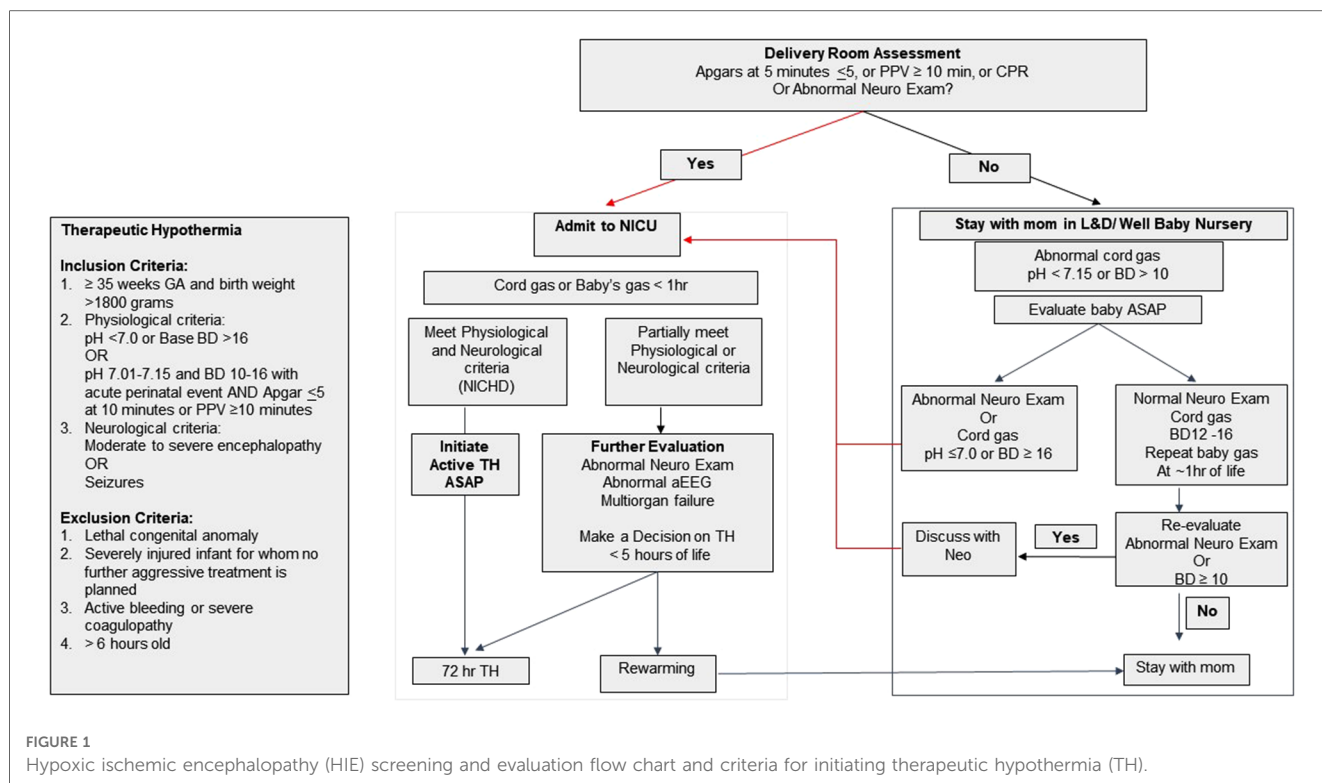 Delivery Room Assessment
Apgars at 5 minutes ≤5, or PPV ≥ 10 min, or CPR
Or Abnormal Neuro Exam?
Yes
No
Therapeutic Hypothermia
Inclusion Criteria:
1. ≥ 35 weeks GA and birth weight
>1800 grams
2. Physiological criteria:
pH <7.0 or Base BD >16
OR
pH 7.01-7.15 and BD 10-16 with
acute perinatal event AND Apgar ≤5
at 10 minutes or PPV ≥10 minutes
3. Neurological criteria:
Moderate to severe encephalopathy
OR
Seizures
Exclusion Criteria:
1. Lethal congenital anomaly
2. Severely injured infant for whom no
further aggressive treatment is
planned
3. Active bleeding or severe
coagulopathy
4. > 6 hours old
Admit to NICU
Cord gas or Baby's gas < 1hr
Meet Physiological
and Neurological
criteria
(NICHD)
Partially meet
Physiological or
Neurological criteria
Initiate
Active TH
ASAP
Further Evaluation
Abnormal Neuro Exam
Abnormal aEEG
Multiorgan failure
Make a Decision on TH
< 5 hours of life
72 hr TH
Rewarming
Stay with mom in L&D/ Well Baby Nursery
Abnormal cord gas
pH < 7.15 or BD > 10
Evaluate baby ASAP
Abnormal Neuro Exam
Or
Cord gas
pH ≤7.0 or BD ≥ 16
Normal Neuro Exam
Cord gas
BD12 -16
Repeat baby gas
At ~1hr of life
Discuss with
Neo
Yes
Re-evaluate
Abnormal Neuro Exam
Or
BD ≥ 10
No
Stay with mom
FIGURE 1
Hypoxic ischemic encephalopathy (HIE) screening and evaluation flow chart and criteria for initiating therapeutic hypothermia (TH).